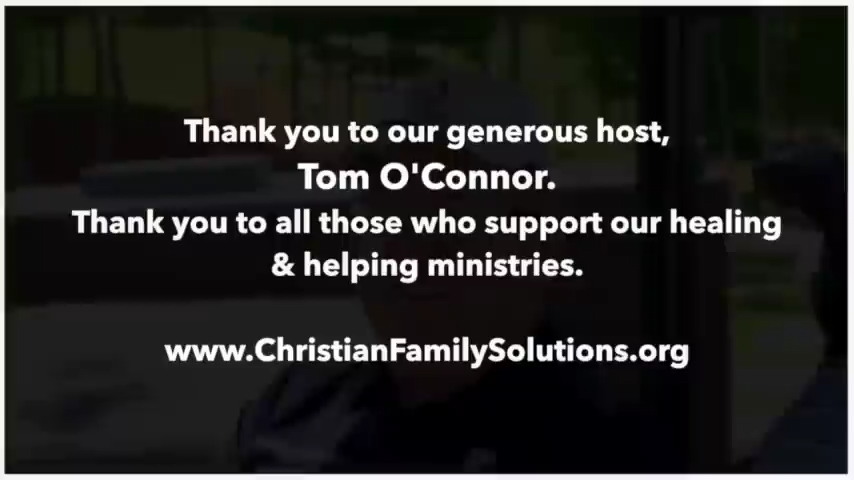 Thank you to our generous host,
Tom O'Connor.
Thank you to all those who support our healing
& helping ministries.
www.ChristianFamilySolutions.org